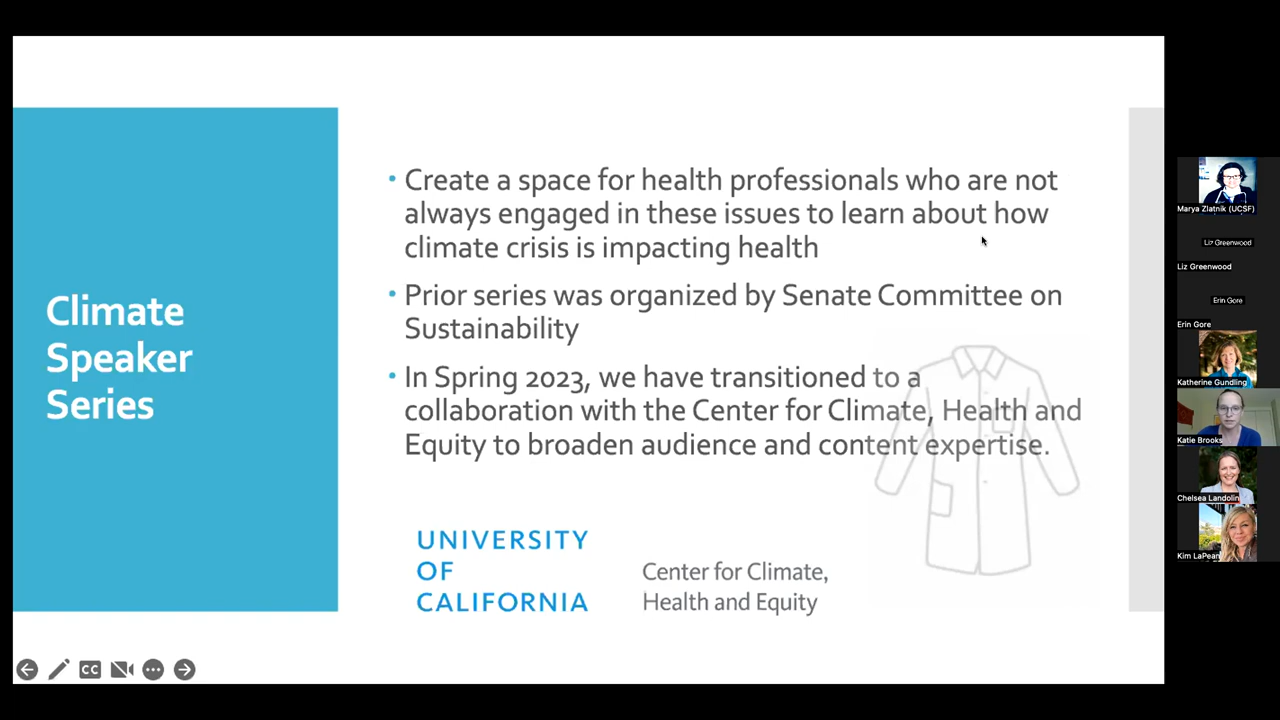 Climate
Speaker
Series
• Create a space for health professionals who are not
always engaged in these issues to learn about how
climate crisis is impacting health
• Prior series was organized by Senate Committee on
Sustainability
• In Spring 2023, we have transitioned to a
collaboration with the Center for Climate, Health and
Equity to broaden audience and content expertise.
UNIVERSITY
OF
CALIFORNIA
Center for Climate,
Health and Equity
CC
Marya Zlatnik (UCSF)
Liz Greenwood
Liz Greenwood
Erin Gore
Erin Gore
Katherine Gundling
Katie Brooks
Chelsea Landolin
Kim LaPean